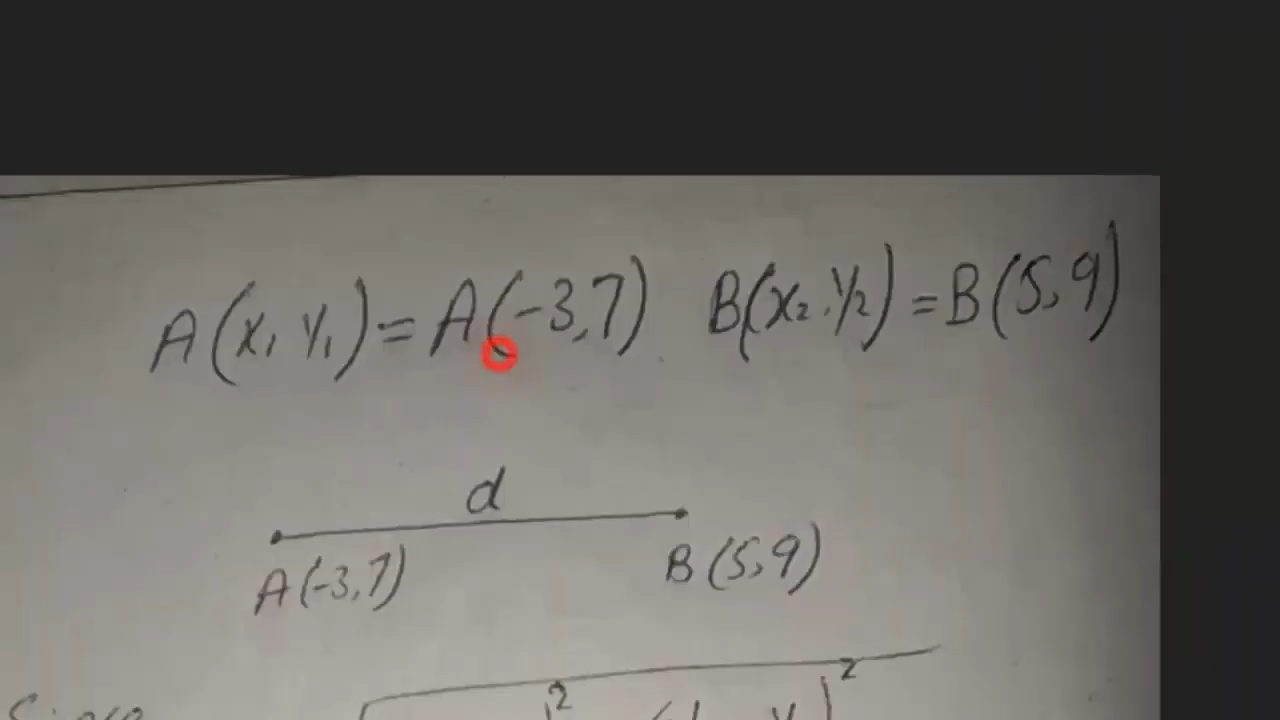 A(x₁, y₁) = A(-3,7) B(x₂, y₂) = B(5,9)
d
A(-3,7) B(5,9)